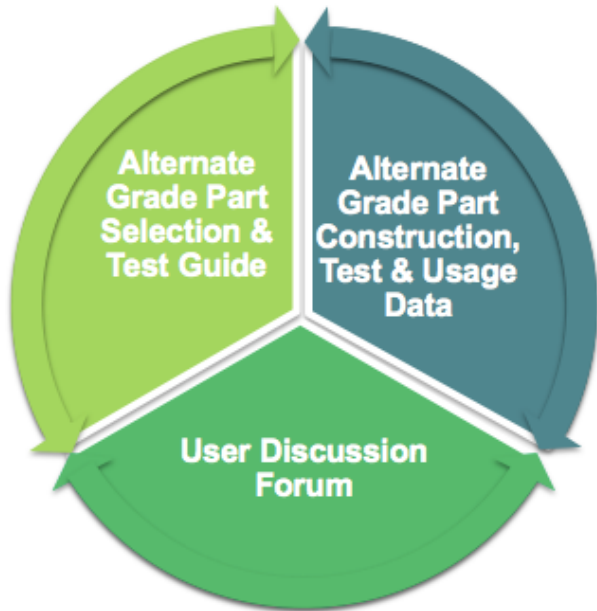 Alternate
Grade Part
Selection &
Test Guide
Alternate
Grade Part
Construction,
Test & Usage
Data
User Discussion
Forum